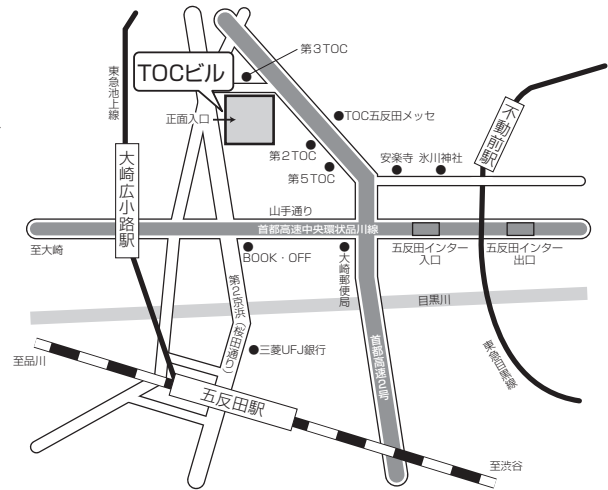 第3TOC
TOCビル
東急池上線
正面入口
TOC五反田メッセ
不動前駅
第2TOC
第5TOC
安楽寺
氷川神社
大崎広小路駅
山手通り
首都高速中央環状品川線
至大崎
BOOK・OFF
大崎郵便局
五反田インター
入口
五反田インター
出口
目黒川
第2京浜(桜田通り)
三菱UFJ銀行
首都高速2号
東急目黒線
至品川
五反田駅
至渋谷